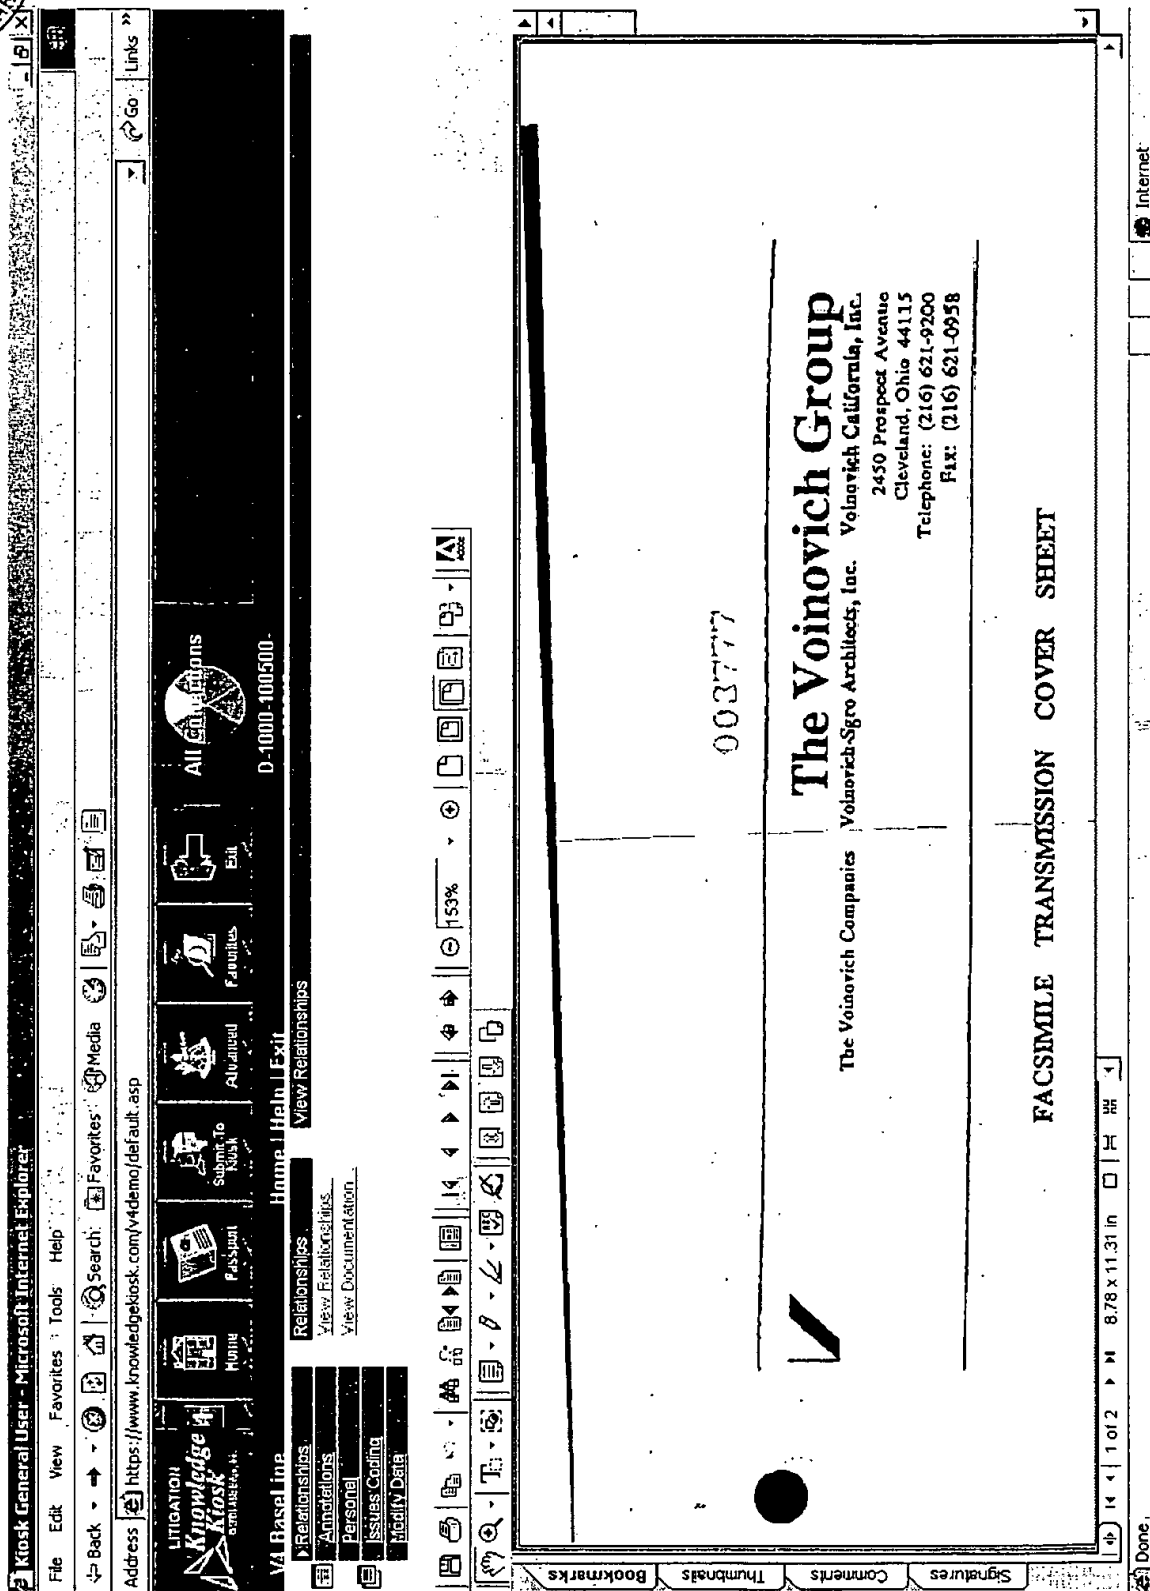 Kiosk General User - Microsoft Internet Explorer
File Edit View Favorites Tools Help
Back Search Favorites Media
Address https://www.knowledgekiosk.com/v4demo/default.asp Go Links »
LITIGATION
Knowledge
Kiosk
Home
Passport
Submit To
Kiosk
Advanced
Favourites
Exit
All Collections
V4 BaseLine
Home | Help | Exit
D-1000-100500-
Relationships
Annotations
Personal
Issues Coding
Modify Data
Relationships
View Relationships
View Documentation
View Relationships
153%
Bookmarks
Thumbnails
Comments
Signatures
003777
The Voinovich Group
The Voinovich Companies Voinovich-Sgro Architects, Inc. Voinovich California, Inc.
2450 Prospect Avenue
Cleveland, Ohio 44115
Telephone: (216) 621-9200
Fax: (216) 621-0958
FACSIMILE TRANSMISSION COVER SHEET
1 of 2 8.78 x 11.31 in
Done
Internet